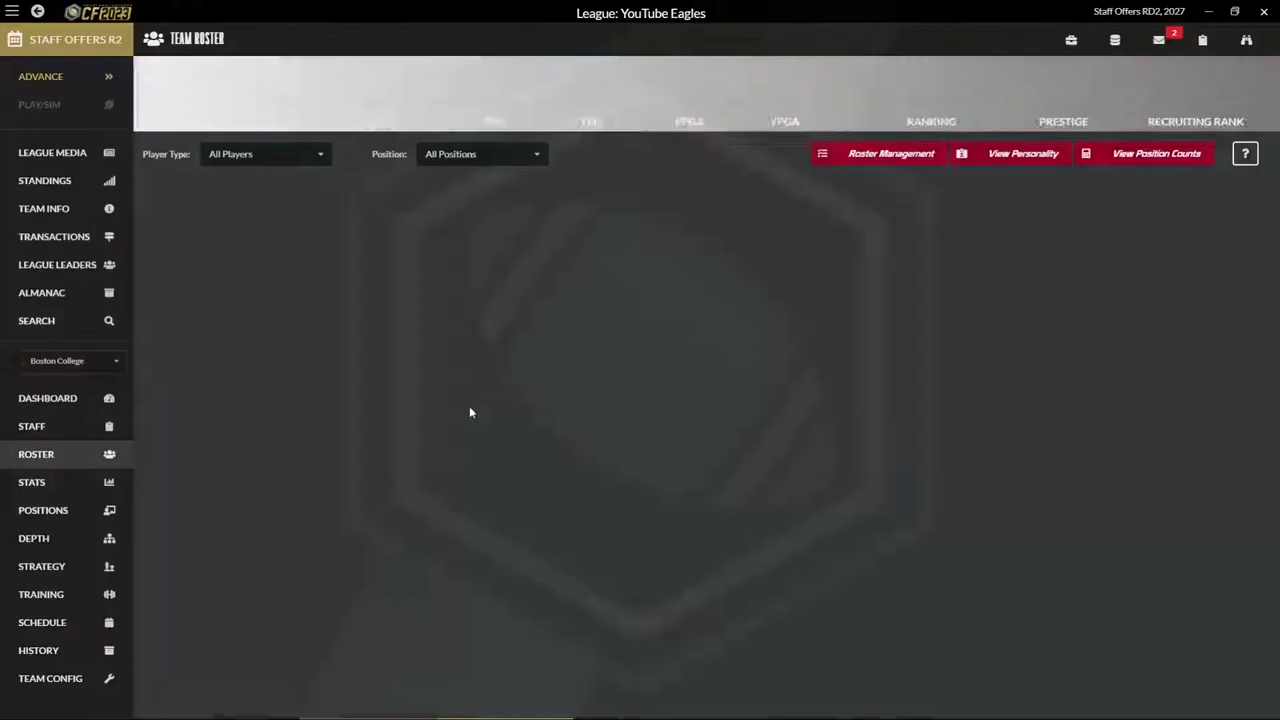 CF2023
League: YouTube Eagles
Staff Offers RD2, 2027
STAFF OFFERS R2
TEAM ROSTER
2
ADVANCE
PLAY/SIM
YPGA
RANKING
PRESTIGE
RECRUITING RANK
Player Type:
All Players
Position:
All Positions
Roster Management
View Personality
View Position Counts
?
LEAGUE MEDIA
STANDINGS
TEAM INFO
TRANSACTIONS
LEAGUE LEADERS
ALMANAC
SEARCH
Boston College
DASHBOARD
STAFF
ROSTER
STATS
POSITIONS
DEPTH
STRATEGY
TRAINING
SCHEDULE
HISTORY
TEAM CONFIG